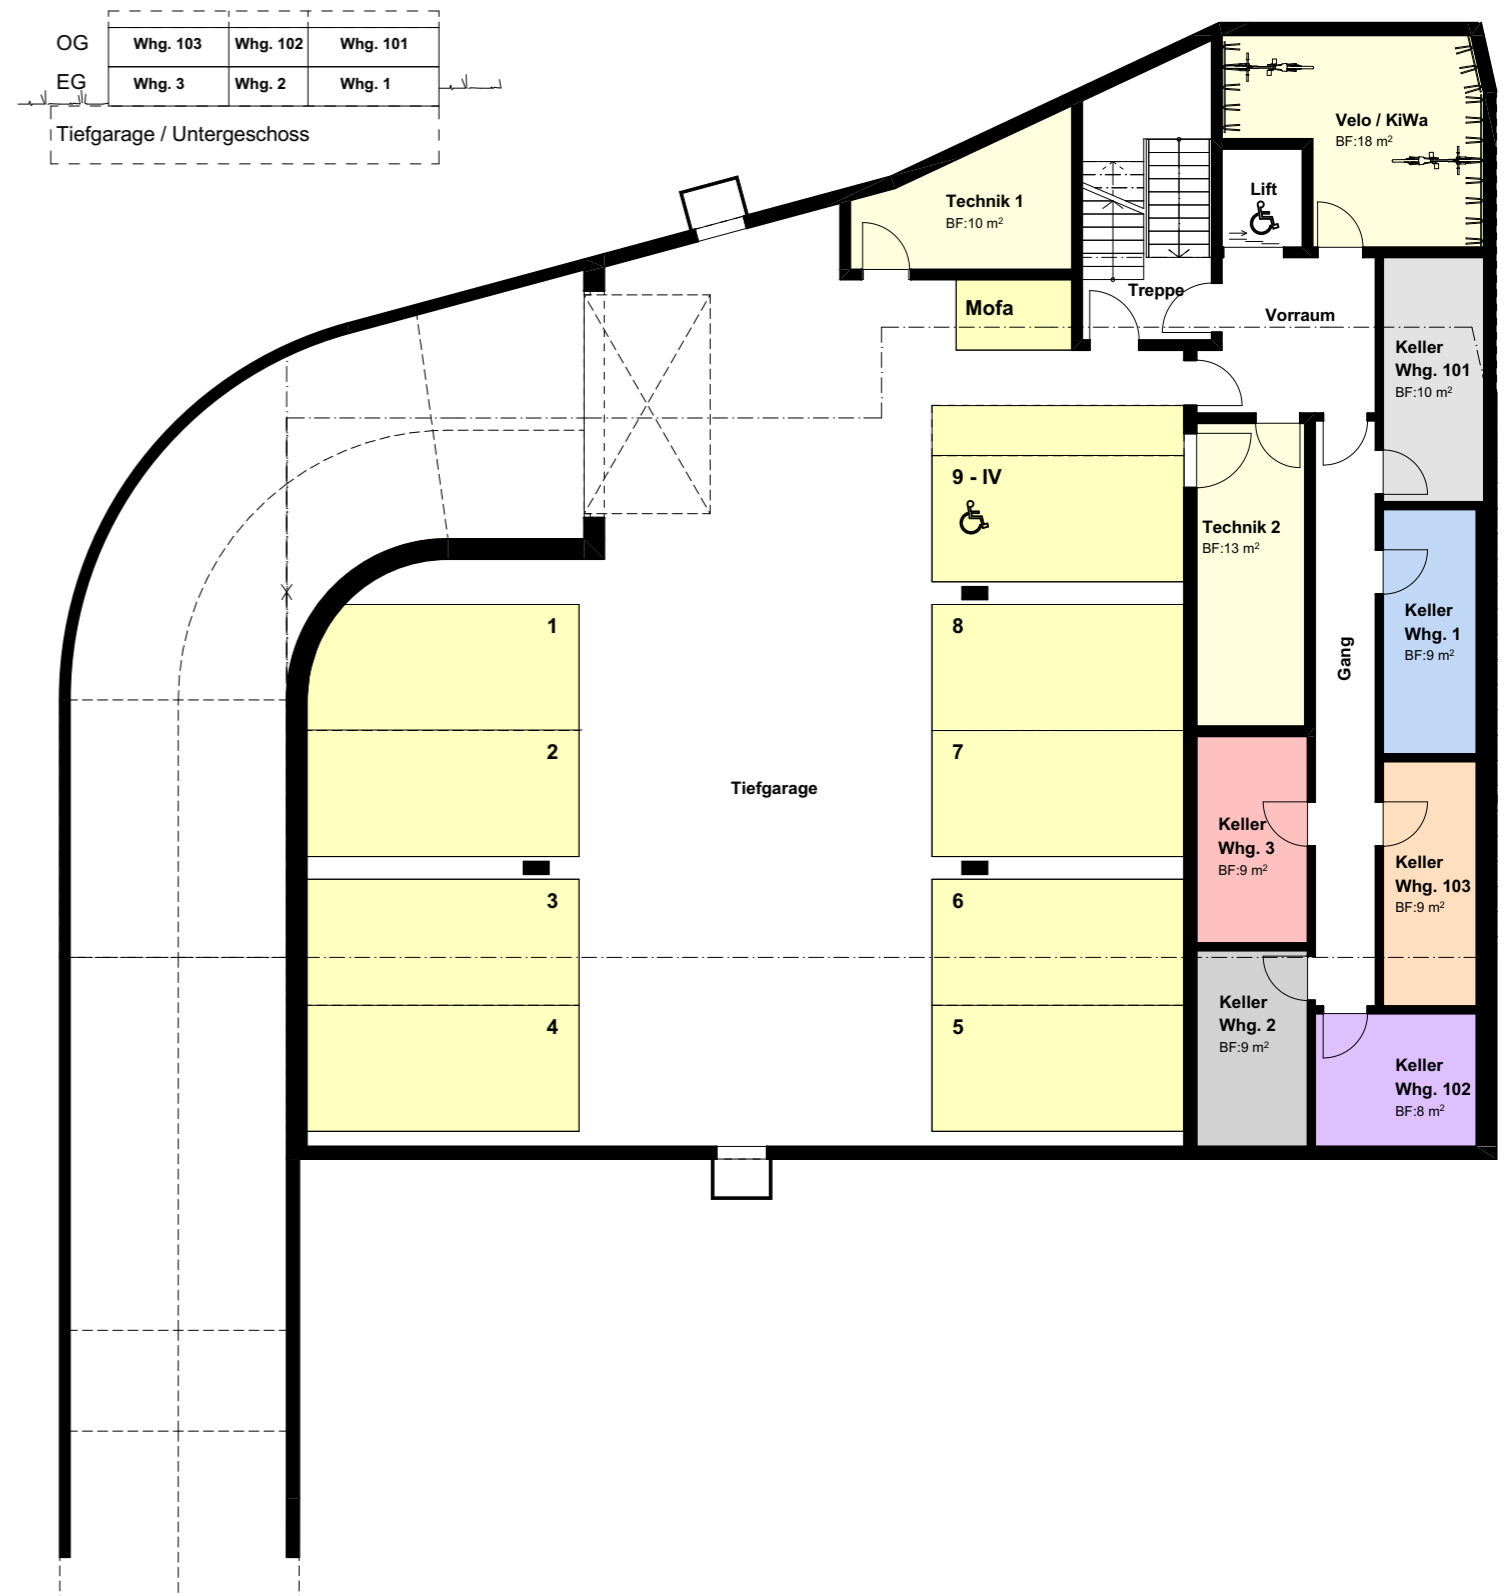 OG
Whg. 103
Whg. 102
Whg. 101
EG
Whg. 3
Whg. 2
Whg. 1
Tiefgarage / Untergeschoss
Velo / KiWa
BF:18 m²
Lift
Technik 1
BF:10 m²
Treppe
Mofa
Vorraum
Keller
Whg. 101
BF:10 m²
9 - IV
Technik 2
BF:13 m²
Keller
Whg. 1
BF:9 m²
Gang
1
8
2
7
Tiefgarage
Keller
Whg. 3
BF:9 m²
Keller
Whg. 103
BF:9 m²
3
6
4
5
Keller
Whg. 2
BF:9 m²
Keller
Whg. 102
BF:8 m²